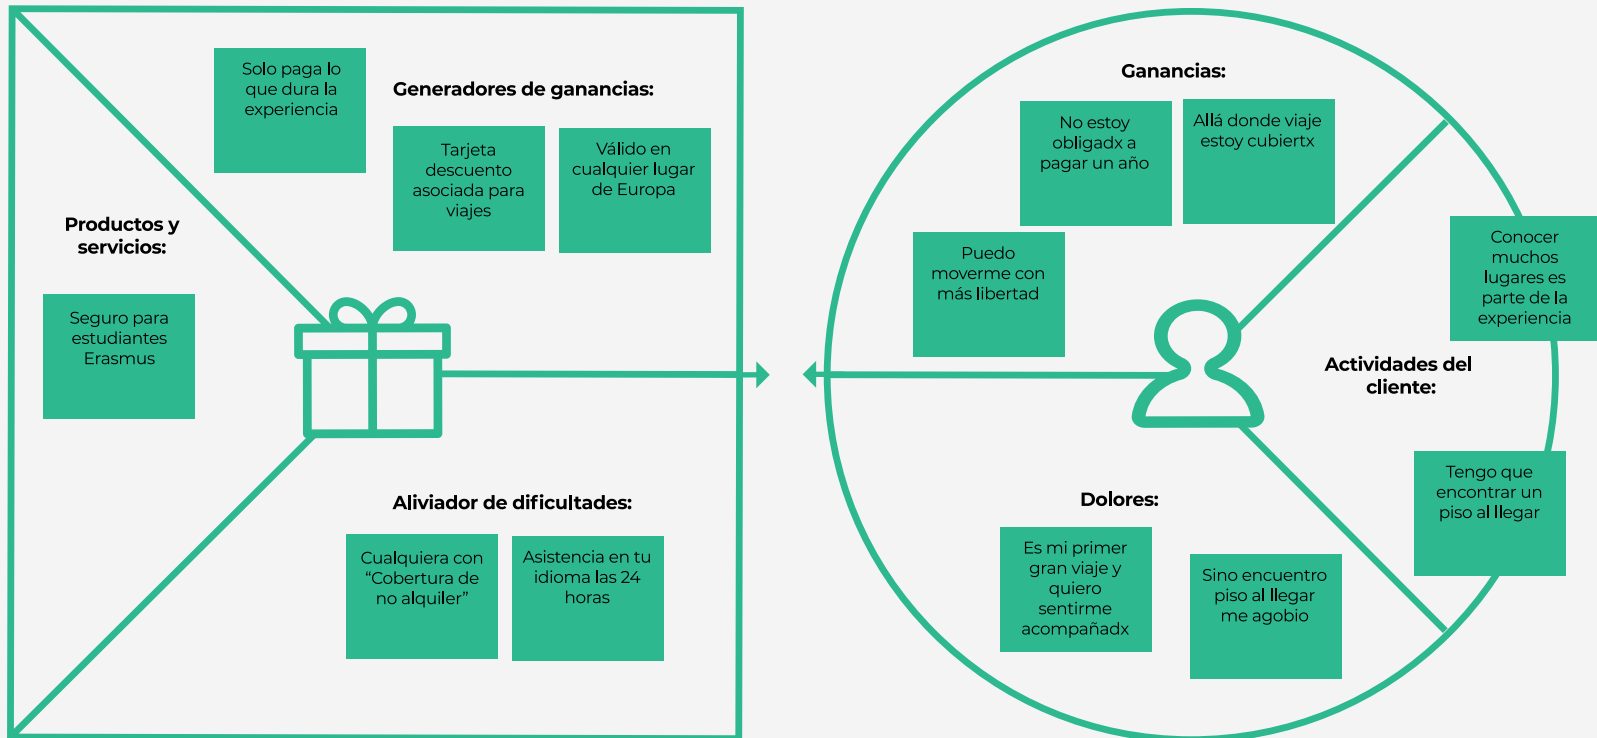 Solo paga lo
que dura la
experiencia
Generadores de ganancias:
Tarjeta
descuento
asociada para
viajes
Válido en
cualquier lugar
de Europa
Productos y
servicios:
Seguro para
estudiantes
Erasmus
Aliviador de dificultades:
Cualquiera con
“Cobertura de
no alquiler”
Asistencia en tu
idioma las 24
horas
Ganancias:
No estoy
obligadx a
pagar un año
Allá donde viaje
estoy cubiertx
Puedo
moverme con
más libertad
Conocer
muchos
lugares es
parte de la
experiencia
Actividades del
cliente:
Tengo que
encontrar un
piso al llegar
Dolores:
Es mi primer
gran viaje y
quiero
sentirme
acompañadx
Sino encuentro
piso al llegar
me agobio